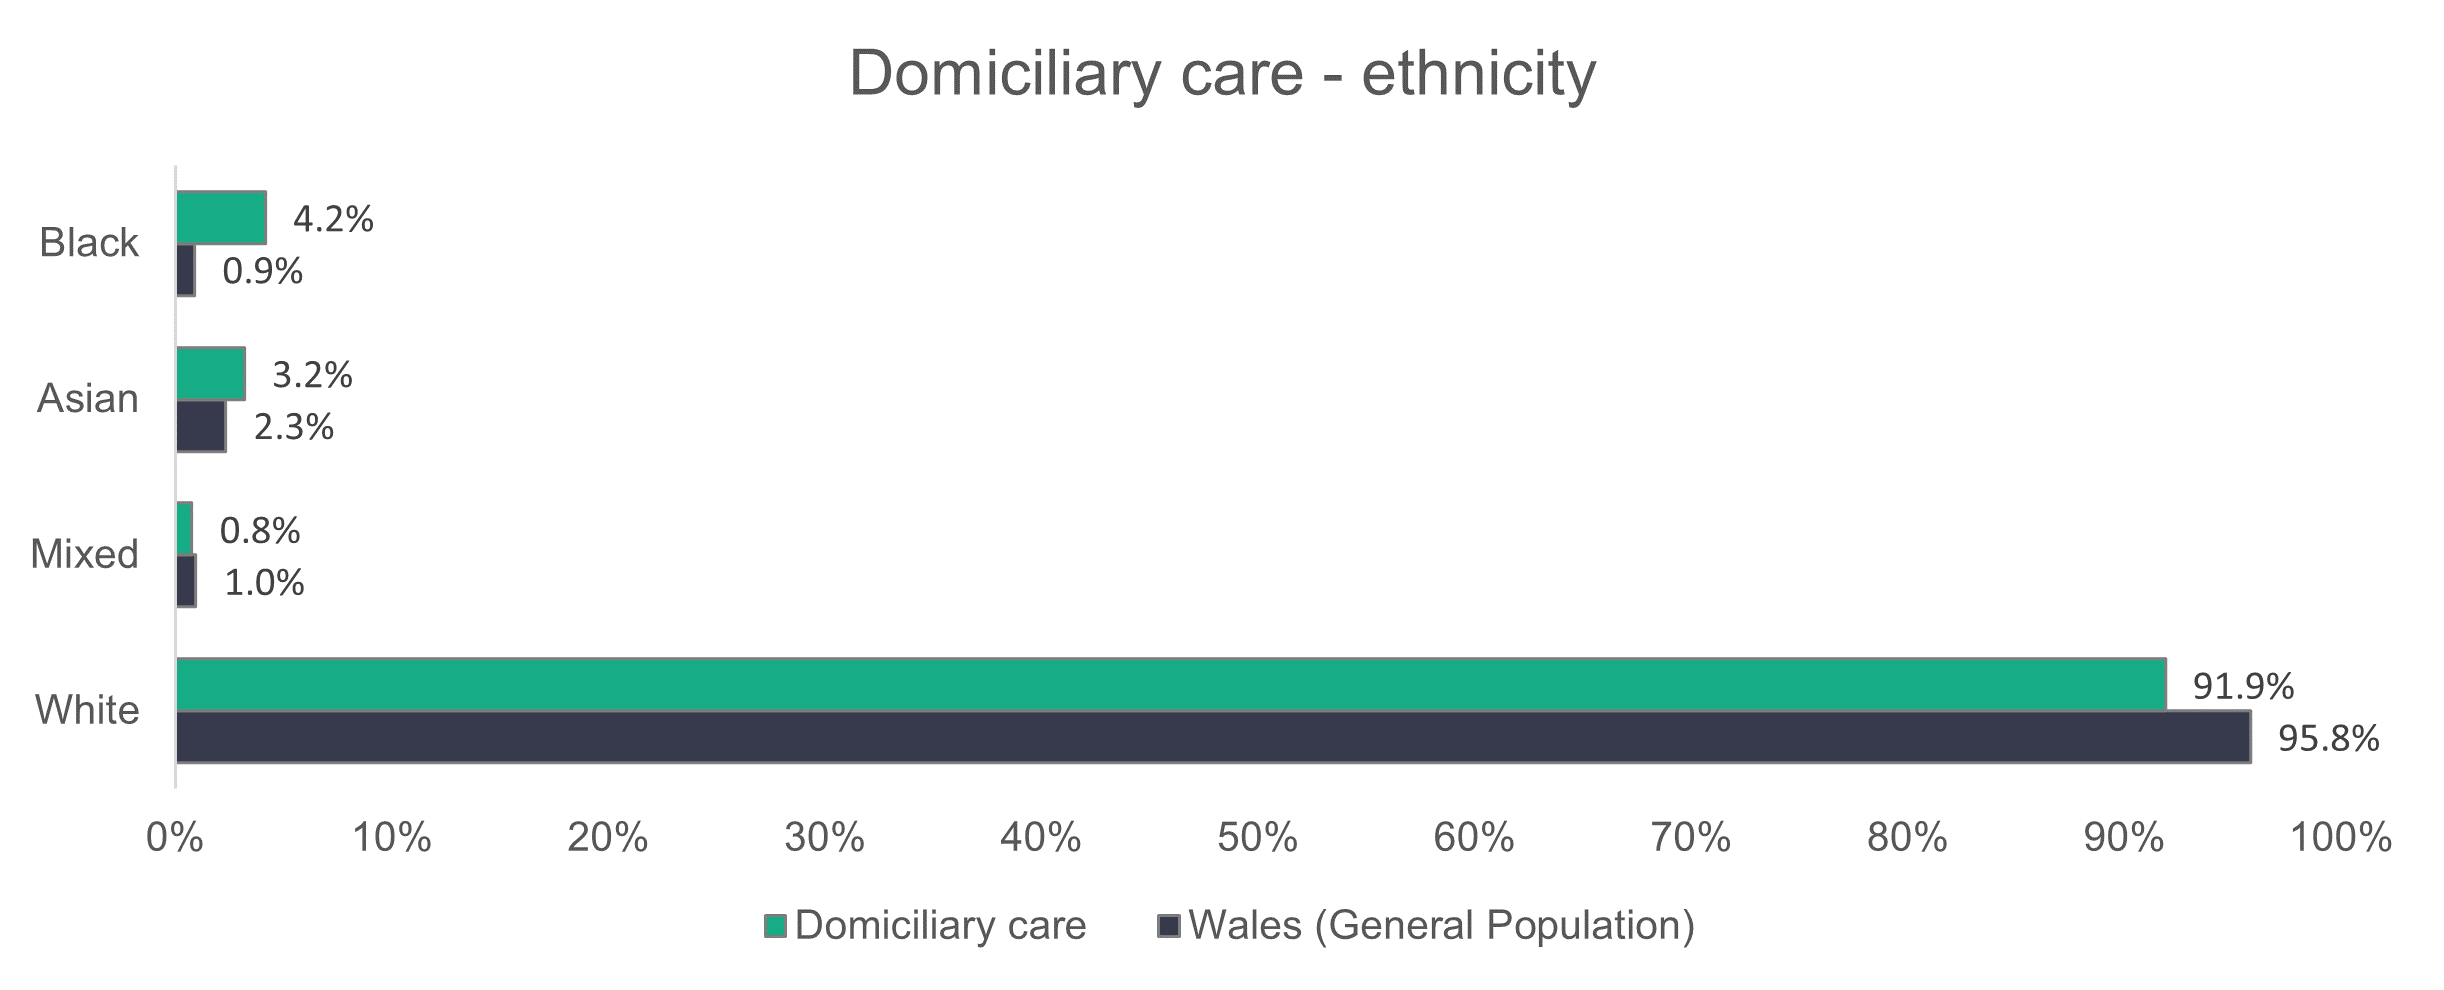 Domiciliary care - ethnicity
Black
4.2%
0.9%
Asian
3.2%
2.3%
Mixed
0.8%
1.0%
White
91.9%
95.8%
0% 10% 20% 30% 40% 50% 60% 70% 80% 90% 100%
Domiciliary care Wales (General Population)